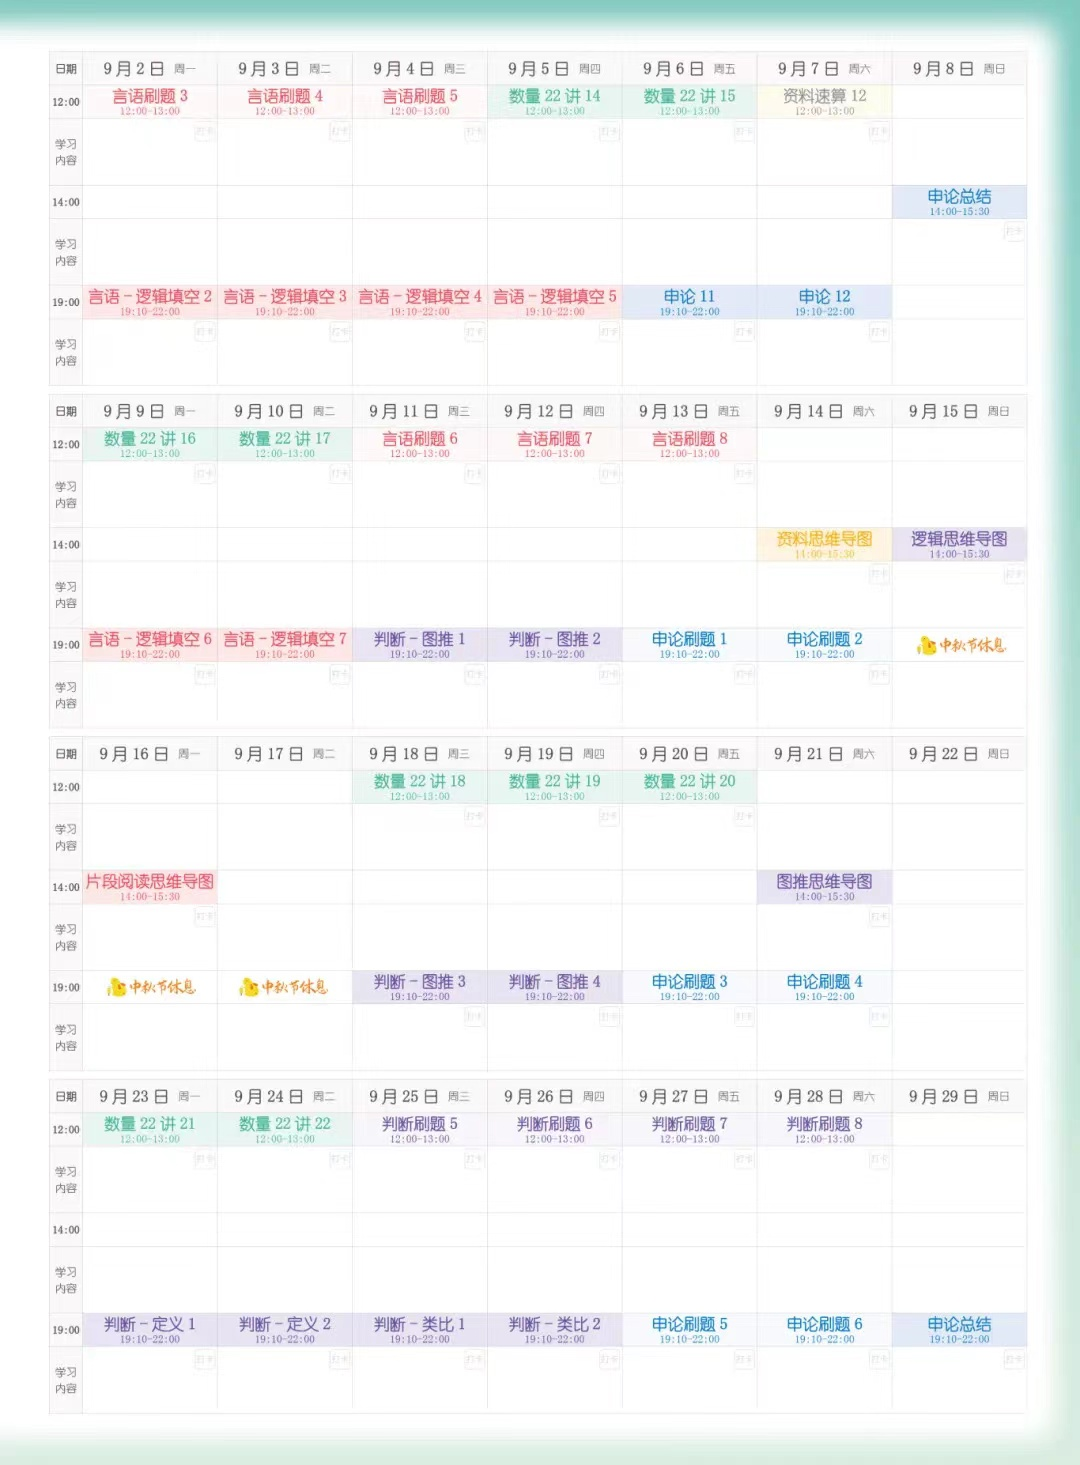 日期 9月2日 周一 9月3日 周二 9月4日 周三 9月5日 周四 9月6日 周五 9月7日 周六 9月8日 周日
12:00 言语刷题 3 言语刷题 4 言语刷题 5 数量 22 讲 14 数量 22 讲 15 资料速算 12
12:00-13:00 12:00-13:00 12:00-13:00 12:00-13:00 12:00-13:00 12:00-13:00
打卡 打卡 打卡 打卡 打卡 打卡
学习
内容
14:00 申论总结
14:00-15:30
打卡
学习
内容
19:00 言语-逻辑填空 2 言语-逻辑填空 3 言语-逻辑填空 4 言语-逻辑填空 5 申论 11 申论 12
19:10-22:00 19:10-22:00 19:10-22:00 19:10-22:00 19:10-22:00 19:10-22:00
打卡 打卡 打卡 打卡 打卡 打卡
学习
内容
日期 9月9日 周一 9月10日 周二 9月11日 周三 9月12日 周四 9月13日 周五 9月14日 周六 9月15日 周日
12:00 数量 22 讲 16 数量 22 讲 17 言语刷题 6 言语刷题 7 言语刷题 8
12:00-13:00 12:00-13:00 12:00-13:00 12:00-13:00 12:00-13:00
打卡 打卡 打卡 打卡 打卡
学习
内容
14:00 资料思维导图 逻辑思维导图
14:00-15:30 14:00-15:30
打卡 打卡
学习
内容
19:00 言语-逻辑填空 6 言语-逻辑填空 7 判断-图推 1 判断-图推 2 申论刷题 1 申论刷题 2 中秋节休息
19:10-22:00 19:10-22:00 19:10-22:00 19:10-22:00 19:10-22:00 19:10-22:00
打卡 打卡 打卡 打卡 打卡 打卡
学习
内容
日期 9月16日 周一 9月17日 周二 9月18日 周三 9月19日 周四 9月20日 周五 9月21日 周六 9月22日 周日
12:00 数量 22 讲 18 数量 22 讲 19 数量 22 讲 20
12:00-13:00 12:00-13:00 12:00-13:00
打卡 打卡 打卡
学习
内容
14:00 片段阅读思维导图 图推思维导图
14:00-15:30 14:00-15:30
打卡 打卡
学习
内容
19:00 中秋节休息 中秋节休息 判断-图推 3 判断-图推 4 申论刷题 3 申论刷题 4
19:10-22:00 19:10-22:00 19:10-22:00 19:10-22:00
打卡 打卡 打卡 打卡
学习
内容
日期 9月23日 周一 9月24日 周二 9月25日 周三 9月26日 周四 9月27日 周五 9月28日 周六 9月29日 周日
12:00 数量 22 讲 21 数量 22 讲 22 判断刷题 5 判断刷题 6 判断刷题 7 判断刷题 8
12:00-13:00 12:00-13:00 12:00-13:00 12:00-13:00 12:00-13:00 12:00-13:00
打卡 打卡 打卡 打卡 打卡 打卡
学习
内容
14:00
学习
内容
19:00 判断-定义 1 判断-定义 2 判断-类比 1 判断-类比 2 申论刷题 5 申论刷题 6 申论总结
19:10-22:00 19:10-22:00 19:10-22:00 19:10-22:00 19:10-22:00 19:10-22:00 19:10-22:00
打卡 打卡 打卡 打卡 打卡 打卡 打卡
学习
内容